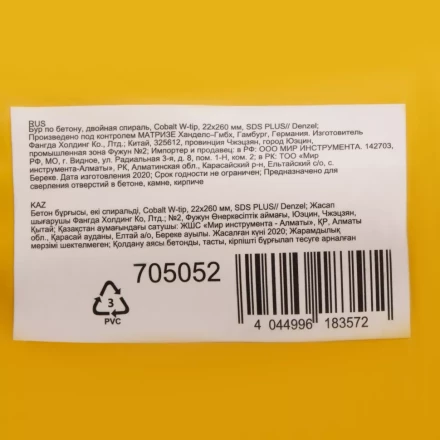 RUS
Бур по бетону, двойная спираль, Cobalt W-tip, 22x260 мм, SDS PLUS// Denzel;
Произведено под контролем МАТРИЗЕ Хандельс-Гмбх, Гамбург, Германия. Изготовитель
Фангда Холдинг Ко., Лтд.; Китай, 325612, провинция Чжэцзян, город Юэцин,
пром. зона Фужун №2; Импортер и продавец: в РФ: ООО МИР ИНСТРУМЕНТА. 142703,
РФ, МО, г. Видное, ул. Радиальная 3-я, д. 8, пом. 1-Н, ком. 2; в РК: ТОО «Мир
инструмента-Алматы», РК, Алматинская обл., Карасайский р-н, Ельтайский с/о, с.
Береке. Дата изготовления 2020; Срок годности не ограничен; Предназначено для
сверления отверстий в бетоне, камне, кирпиче
KAZ
Бетон бұрғысы, екі спиральді, Cobalt W-tip, 22x260 мм, SDS PLUS// Denzel; Жасап
шығарушы Фангда Холдинг Ко, Лтд.; №2, Фужун Өнеркәсіптік аймағы, Юэцин, Чжэцзян,
Қытай; Қазақстан аумағындағы сатушы: ЖШС «Мир инструмента - Алматы», ҚР, Алматы
обл., Қарасай ауданы, Елтай а/о, Береке ауылы. Жасалған күні 2020; Жарамдылық
мерзімі шектелмеген; Қолдану аясы бетонды, тасты, кірпішті бұрғылап тесуге арналған
705052
3
PVC
4 044996 183572